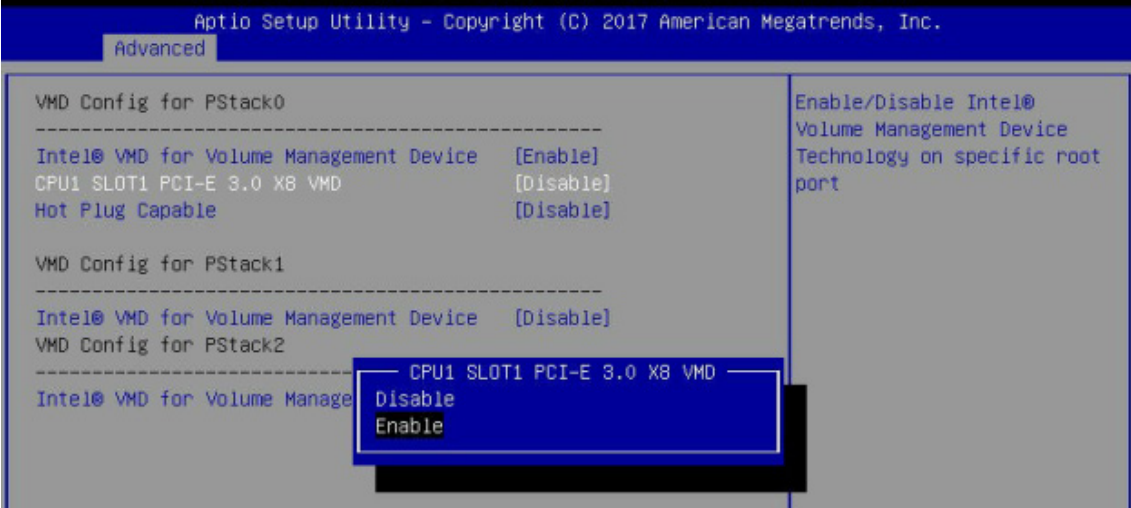 Aptio Setup Utility – Copyright (C) 2017 American Megatrends, Inc.
Advanced
VMD Config for PStack0
--------------------------------------------------
Intel® VMD for Volume Management Device [Enable]
CPU1 SLOT1 PCI-E 3.0 X8 VMD [Disable]
Hot Plug Capable [Disable]
VMD Config for PStack1
--------------------------------------------------
Intel® VMD for Volume Management Device [Disable]
VMD Config for PStack2
----------------------------
Intel® VMD for Volume Manage
CPU1 SLOT1 PCI-E 3.0 X8 VMD
Disable
Enable
Enable/Disable Intel®
Volume Management Device
Technology on specific root
port